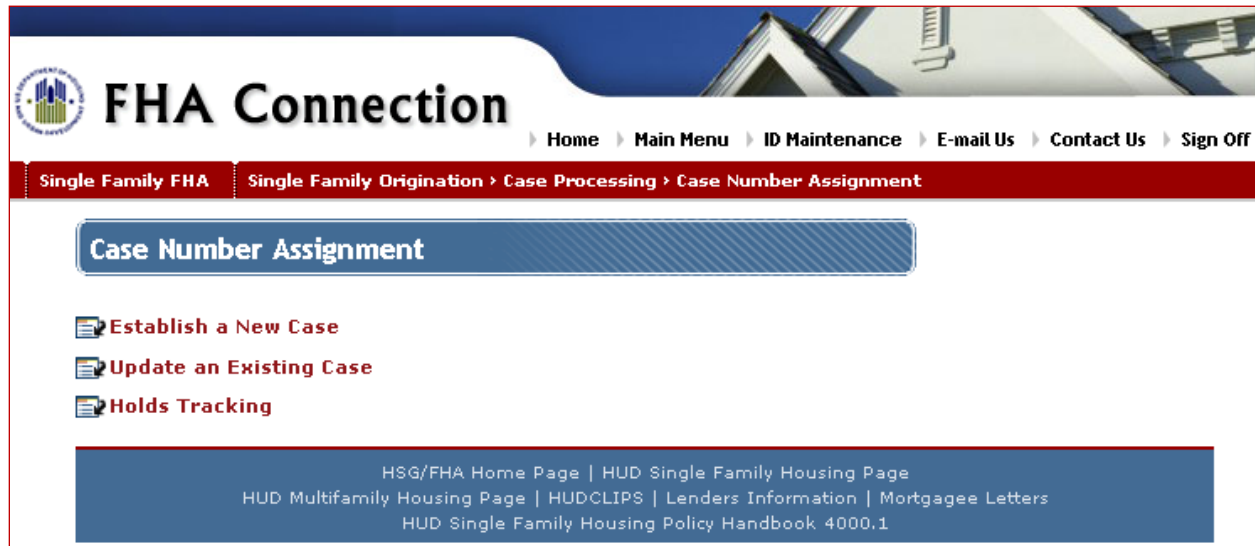 FHA Connection
Home Main Menu ID Maintenance E-mail Us Contact Us Sign Off
Single Family FHA Single Family Origination › Case Processing › Case Number Assignment
Case Number Assignment
Establish a New Case
Update an Existing Case
Holds Tracking
HSG/FHA Home Page | HUD Single Family Housing Page
HUD Multifamily Housing Page | HUDCLIPS | Lenders Information | Mortgagee Letters
HUD Single Family Housing Policy Handbook 4000.1